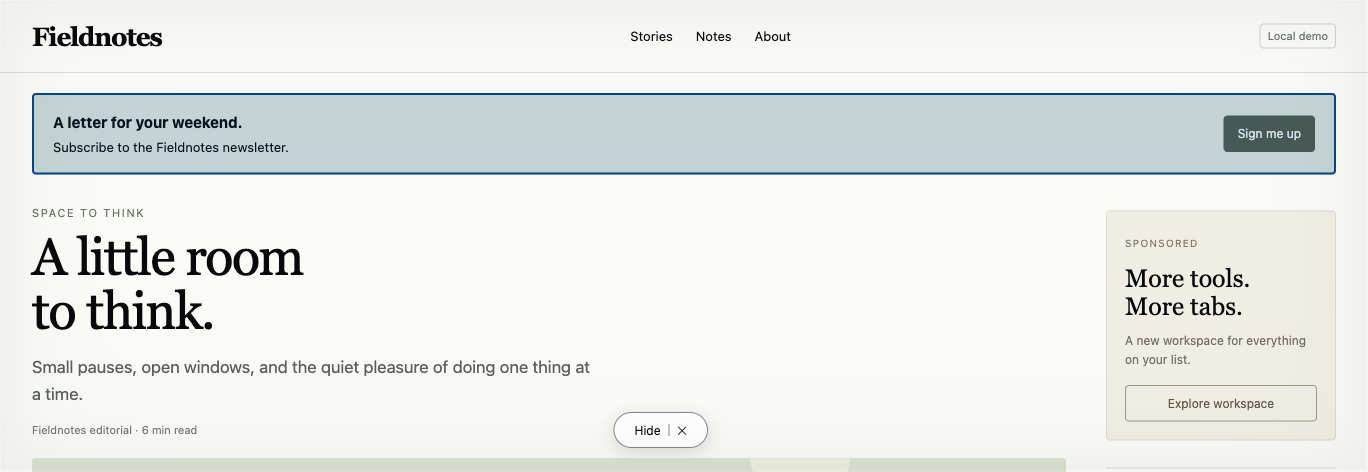 Fieldnotes
Stories
Notes
About
Local demo
A letter for your weekend.
Subscribe to the Fieldnotes newsletter.
Sign me up
SPACE TO THINK
A little room
to think.
Small pauses, open windows, and the quiet pleasure of doing one thing at
a time.
Fieldnotes editorial · 6 min read
SPONSORED
More tools.
More tabs.
A new workspace for everything
on your list.
Explore workspace
Hide